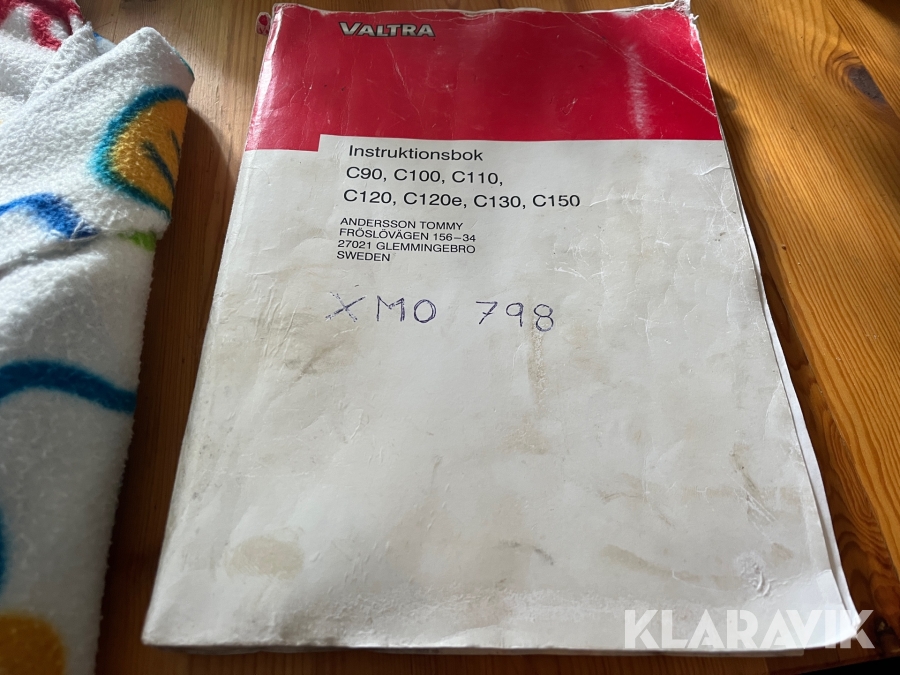 VALTRA
Instruktionsbok
C90, C100, C110,
C120, C120e, C130, C150
ANDERSSON TOMMY
FRÖSLÖVÄGEN 156-34
27021 GLEMMINGEBRO
SWEDEN
XMO 798
KLARAVIK